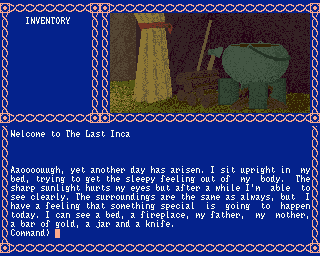 INVENTORY
Welcome to The Last Inca
Aaoooouugh, yet another day has arisen. I sit upright in my
bed, trying to get the sleepy feeling out of my body. The
sharp sunlight hurts my eyes but after a while I'm able to
see clearly. The surroundings are the same as always, but I
have a feeling that something special is going to happen
today. I can see a bed, a fireplace, my father, my mother,
a bar of gold, a jar and a knife.
Command)